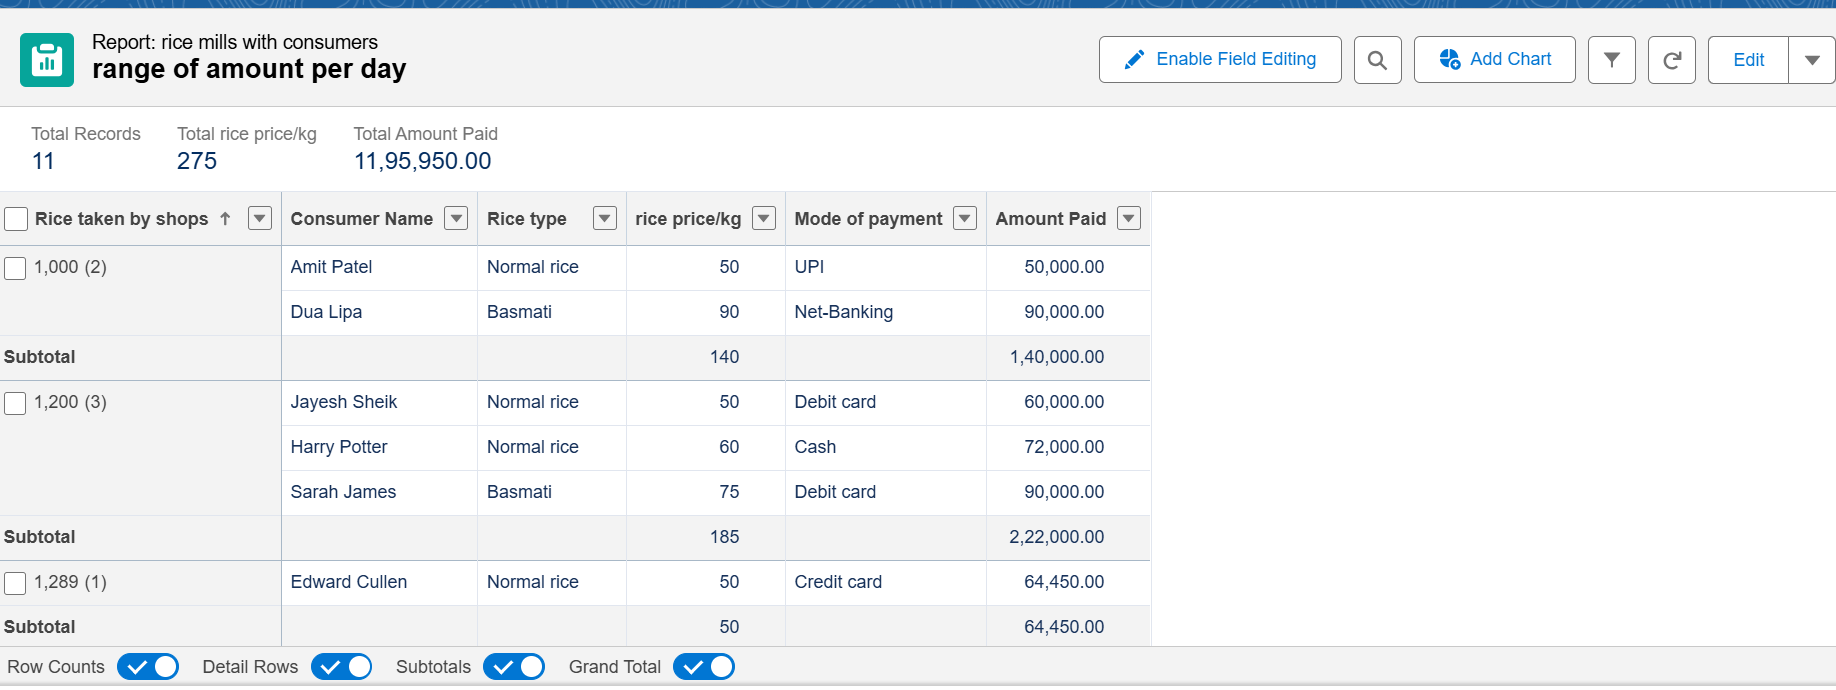 Report: rice mills with consumers
range of amount per day
Enable Field Editing
Add Chart
Edit
Total Records
Total rice price/kg
Total Amount Paid
11
275
11,95,950.00
Rice taken by shops ↑ Consumer Name Rice type rice price/kg Mode of payment Amount Paid
1,000 (2) Amit Patel Normal rice 50 UPI 50,000.00
Dua Lipa Basmati 90 Net-Banking 90,000.00
Subtotal 140 1,40,000.00
1,200 (3) Jayesh Sheik Normal rice 50 Debit card 60,000.00
Harry Potter Normal rice 60 Cash 72,000.00
Sarah James Basmati 75 Debit card 90,000.00
Subtotal 185 2,22,000.00
1,289 (1) Edward Cullen Normal rice 50 Credit card 64,450.00
Subtotal 50 64,450.00
Row Counts Detail Rows Subtotals Grand Total